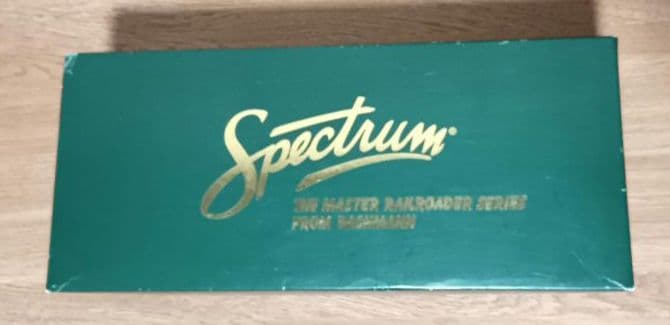 Spectrum®
THE MASTER RAILROADER SERIES
FROM BACHMANN